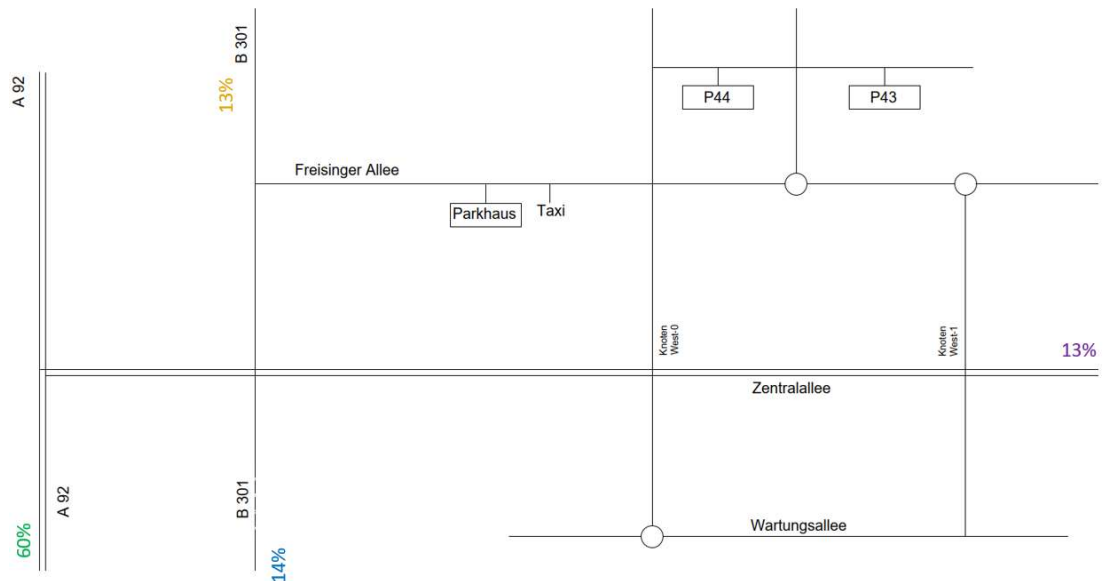 B 301
A 92
13%
P44
P43
Freisinger Allee
Parkhaus
Taxi
Knoten
West-0
Knoten
West-1
13%
Zentralallee
A 92
B 301
Wartungsallee
60%
14%